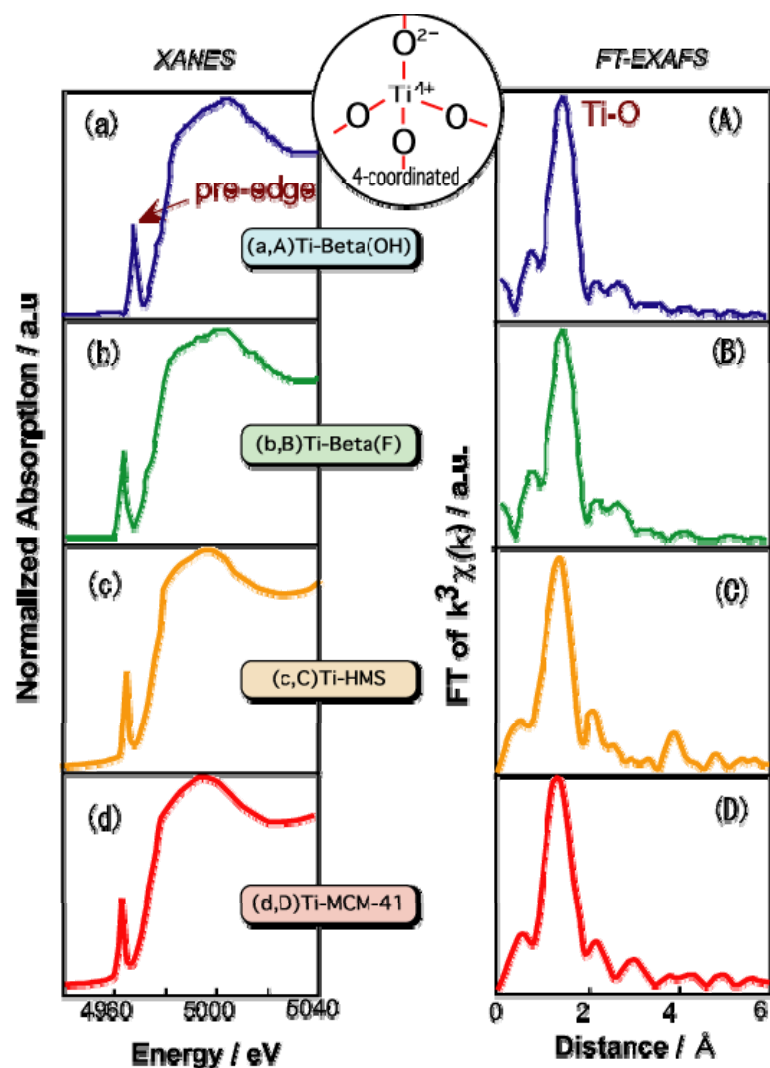 XANES
FT-EXAFS
O2−
Ti4+
O
O
O
4-coordinated
(a)
pre-edge
(a,A)Ti-Beta(OH)
Ti-O
(A)
(b)
(b,B)Ti-Beta(F)
(B)
(c)
(c,C)Ti-HMS
(C)
(d)
(d,D)Ti-MCM-41
(D)
Normalized Absorption / a.u
FT of k3χ(κ) / a.u.
4960
5000
5040
0
2
4
6
Energy / eV
Distance / Å